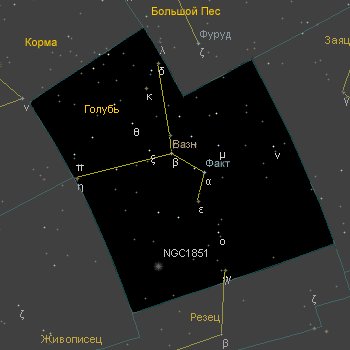 Большой Пес
Фуруд
ζ
Корма
Заяц
λ
δ
ν
κ
γ
Голубь
θ
Вазн
ξ
β
μ
ν
Факт
π
α
η
ε
ο
NGC1851
γ
Резец
ζ
ζ
Живописец
β